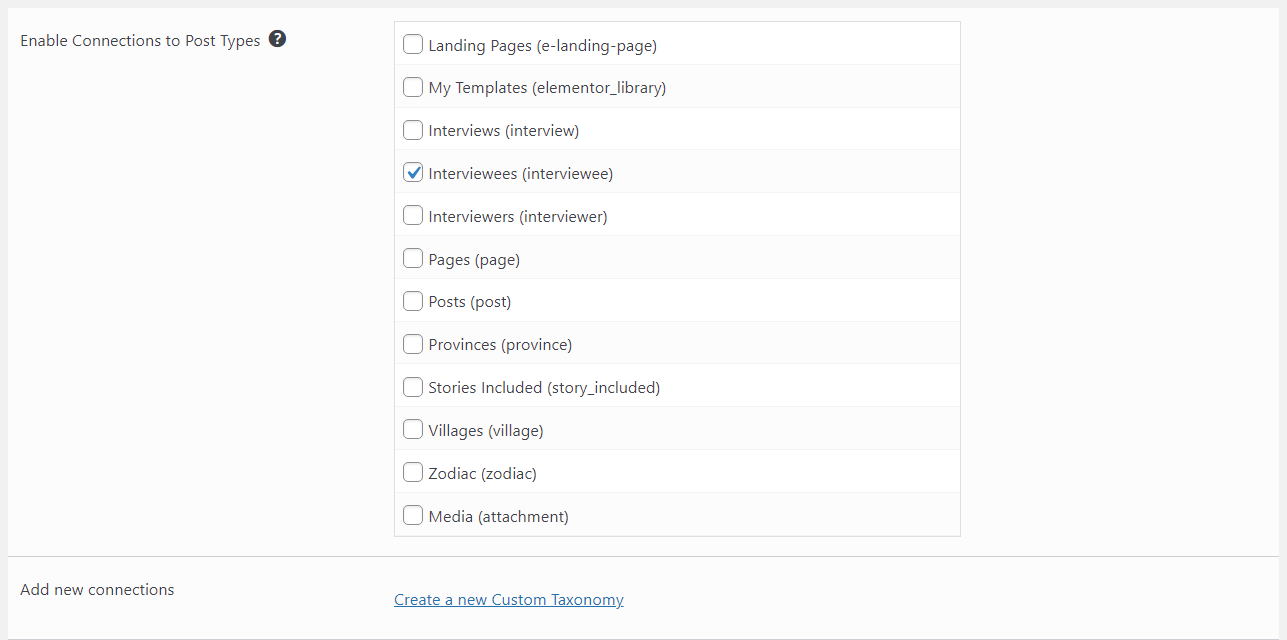 Enable Connections to Post Types ?
Landing Pages (e-landing-page)
My Templates (elementor_library)
Interviews (interview)
Interviewees (interviewee)
Interviewers (interviewer)
Pages (page)
Posts (post)
Provinces (province)
Stories Included (story_included)
Villages (village)
Zodiac (zodiac)
Media (attachment)
Add new connections
Create a new Custom Taxonomy